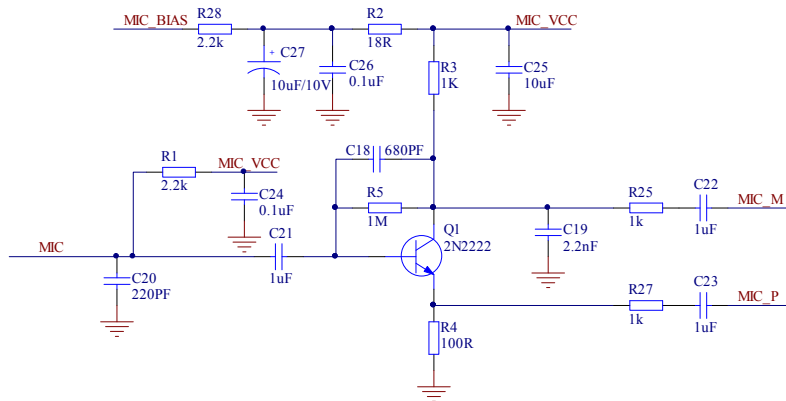 MIC_BIAS
R28
2.2k
+
C27
10uF/10V
C26
0.1uF
R2
18R
MIC_VCC
R3
1K
C25
10uF
C18
680PF
R1
2.2k
MIC_VCC
C24
0.1uF
R5
1M
MIC
C20
220PF
C21
1uF
Q1
2N2222
C19
2.2nF
R25
1k
C22
1uF
MIC_M
R4
100R
R27
1k
C23
1uF
MIC_P